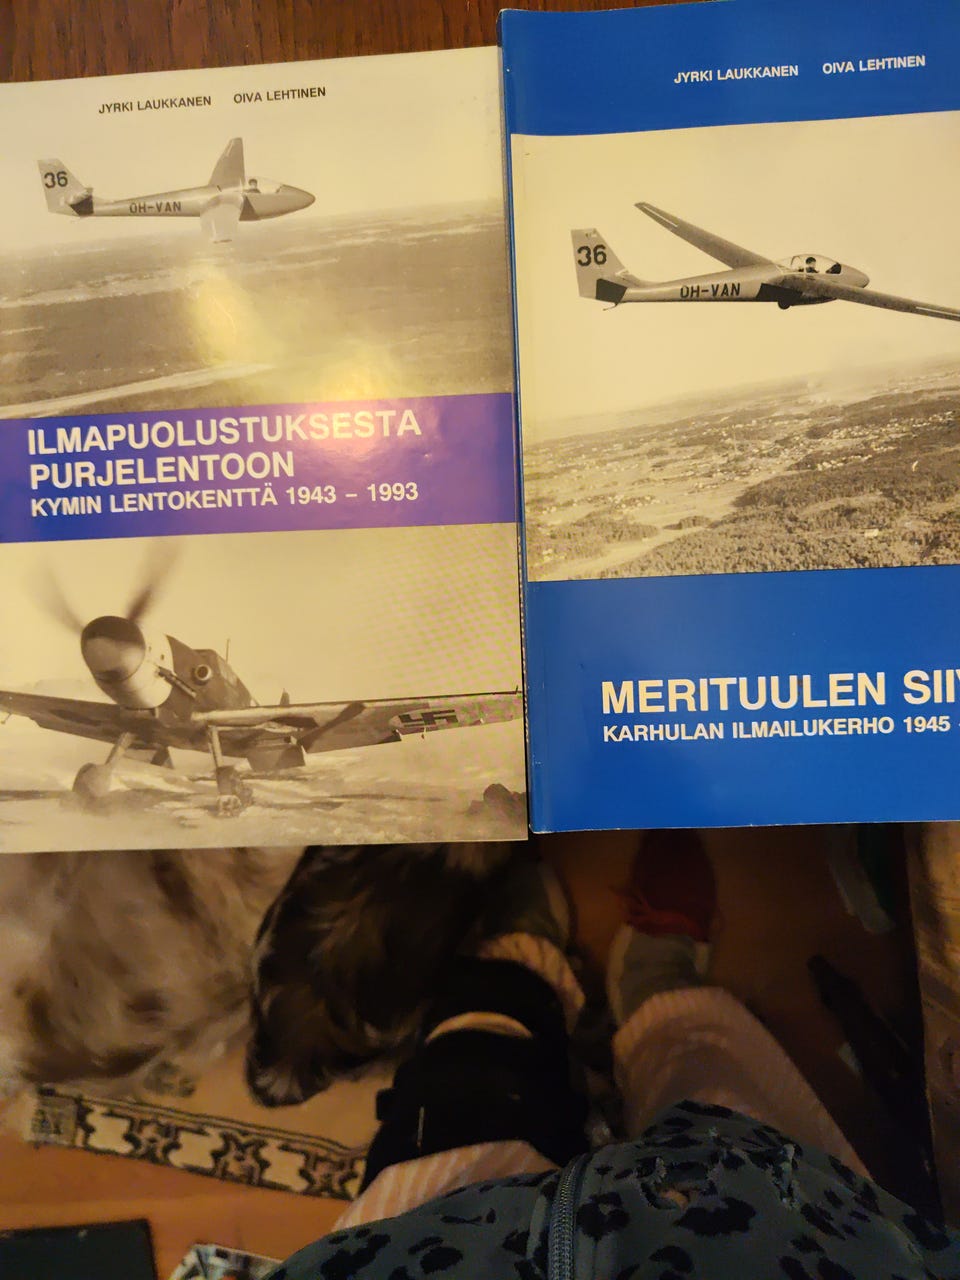 JYRKI LAUKKANEN OIVA LEHTINEN
36
OH-VAN
ILMAPUOLUSTUKSESTA
PURJELENTOON
KYMIN LENTOKENTTÄ 1943 – 1993
JYRKI LAUKKANEN OIVA LEHTINEN
36
OH-VAN
MERITUULEN
KARHULAN ILMAILUKERHO 1945